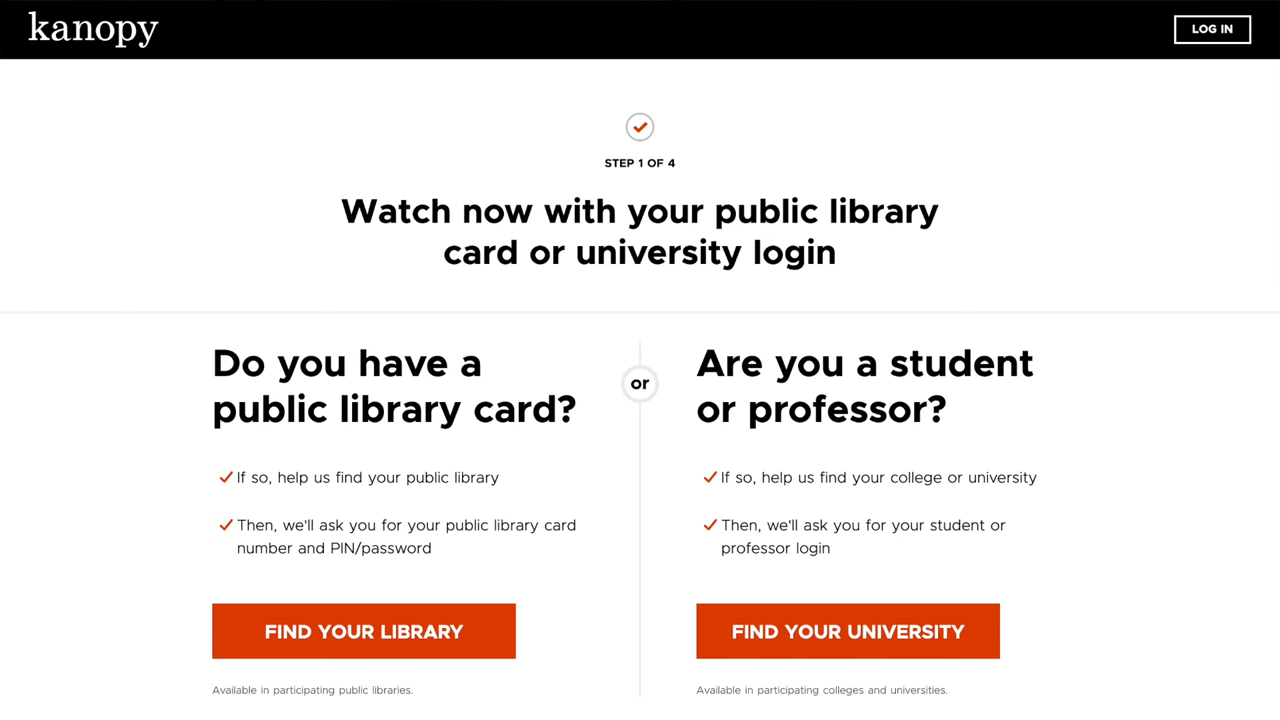 kanopy
LOG IN
STEP 1 OF 4
Watch now with your public library
card or university login
Do you have a
public library card?
If so, help us find your public library
Then, we'll ask you for your public library card
number and PIN/password
FIND YOUR LIBRARY
Available in participating public libraries.
or
Are you a student
or professor?
If so, help us find your college or university
Then, we'll ask you for your student or
professor login
FIND YOUR UNIVERSITY
Available in participating colleges and universities.